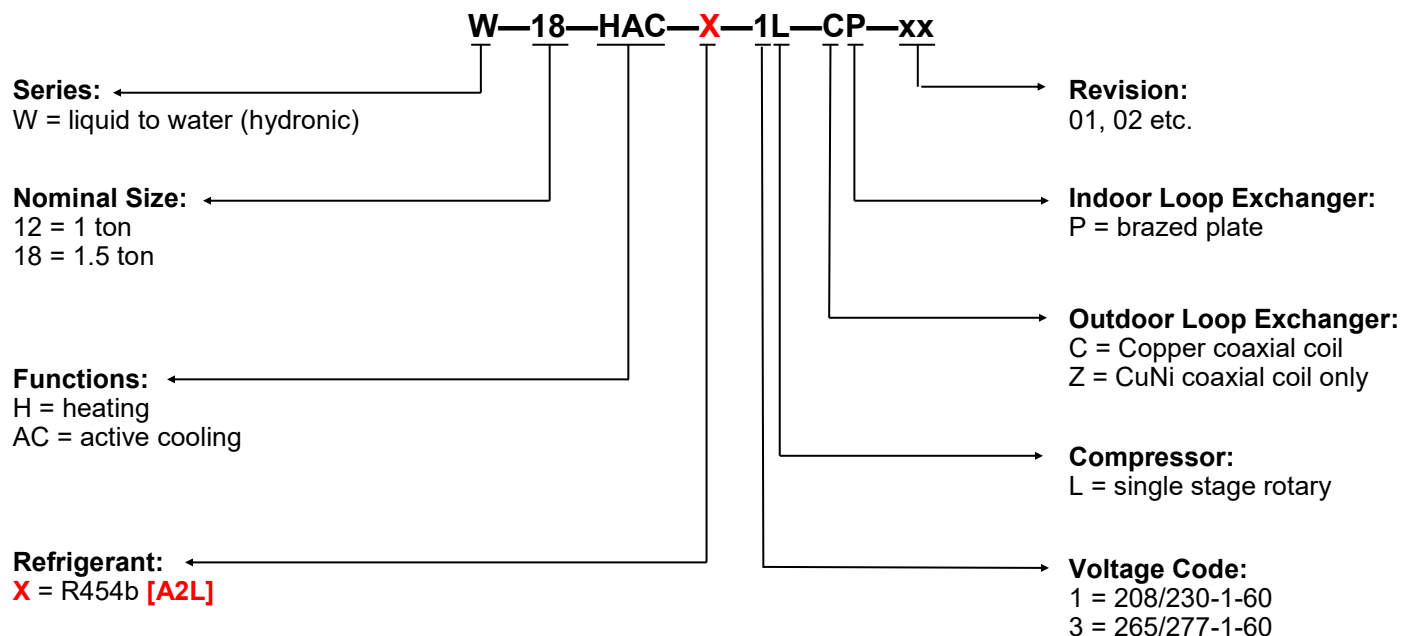 W—18—HAC—X—1L—CP—xx
Series:
W = liquid to water (hydronic)
Nominal Size:
12 = 1 ton
18 = 1.5 ton
Functions:
H = heating
AC = active cooling
Refrigerant:
X = R454b [A2L]
Revision:
01, 02 etc.
Indoor Loop Exchanger:
P = brazed plate
Outdoor Loop Exchanger:
C = Copper coaxial coil
Z = CuNi coaxial coil only
Compressor:
L = single stage rotary
Voltage Code:
1 = 208/230-1-60
3 = 265/277-1-60